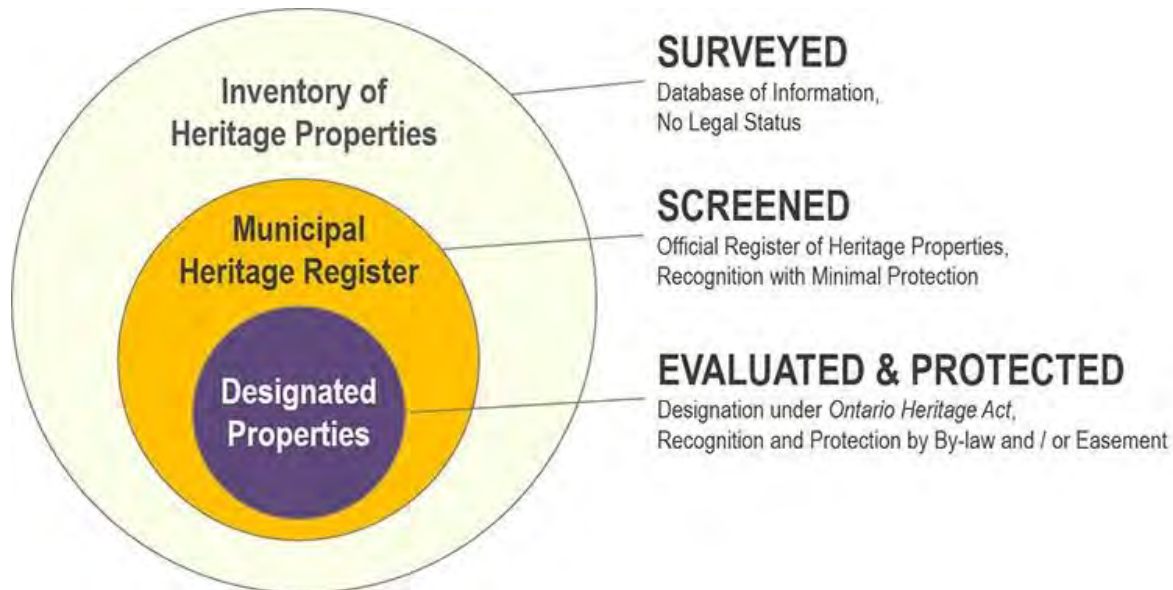 Inventory of
Heritage Properties
SURVEYED
Database of Information,
No Legal Status
Municipal
Heritage Register
SCREENED
Official Register of Heritage Properties,
Recognition with Minimal Protection
Designated
Properties
EVALUATED & PROTECTED
Designation under Ontario Heritage Act,
Recognition and Protection by By-law and / or Easement